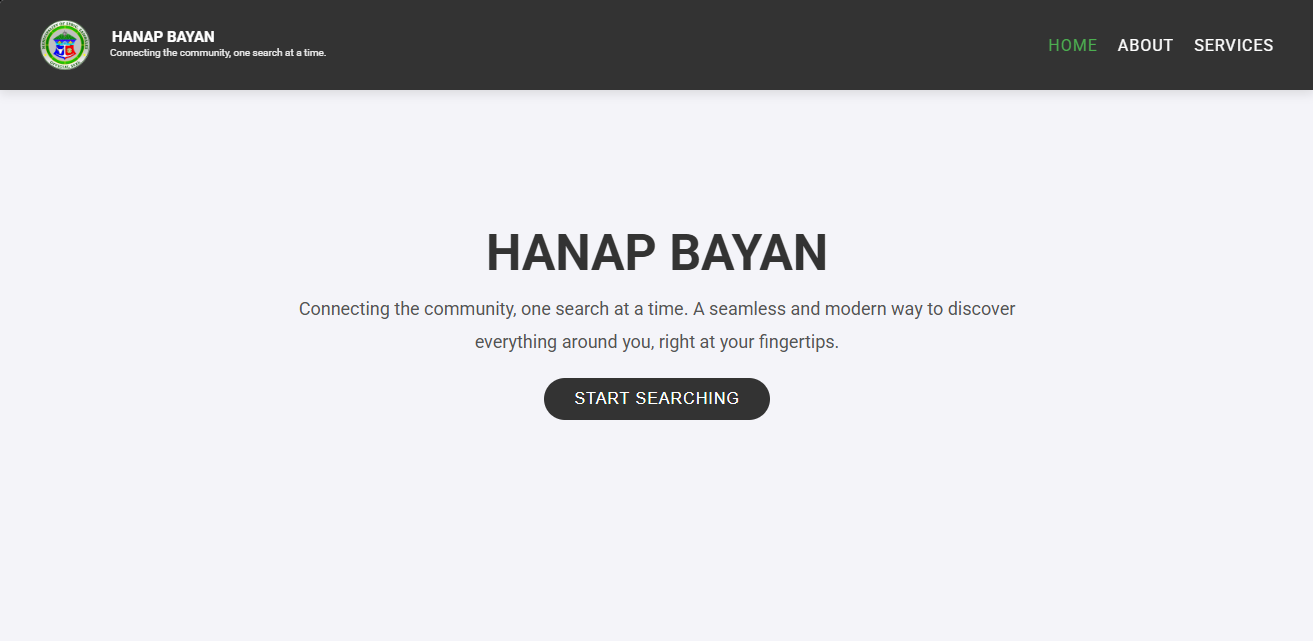 HANAP BAYAN
Connecting the community, one search at a time.
HOME ABOUT SERVICES
HANAP BAYAN
Connecting the community, one search at a time. A seamless and modern way to discover
everything around you, right at your fingertips.
START SEARCHING